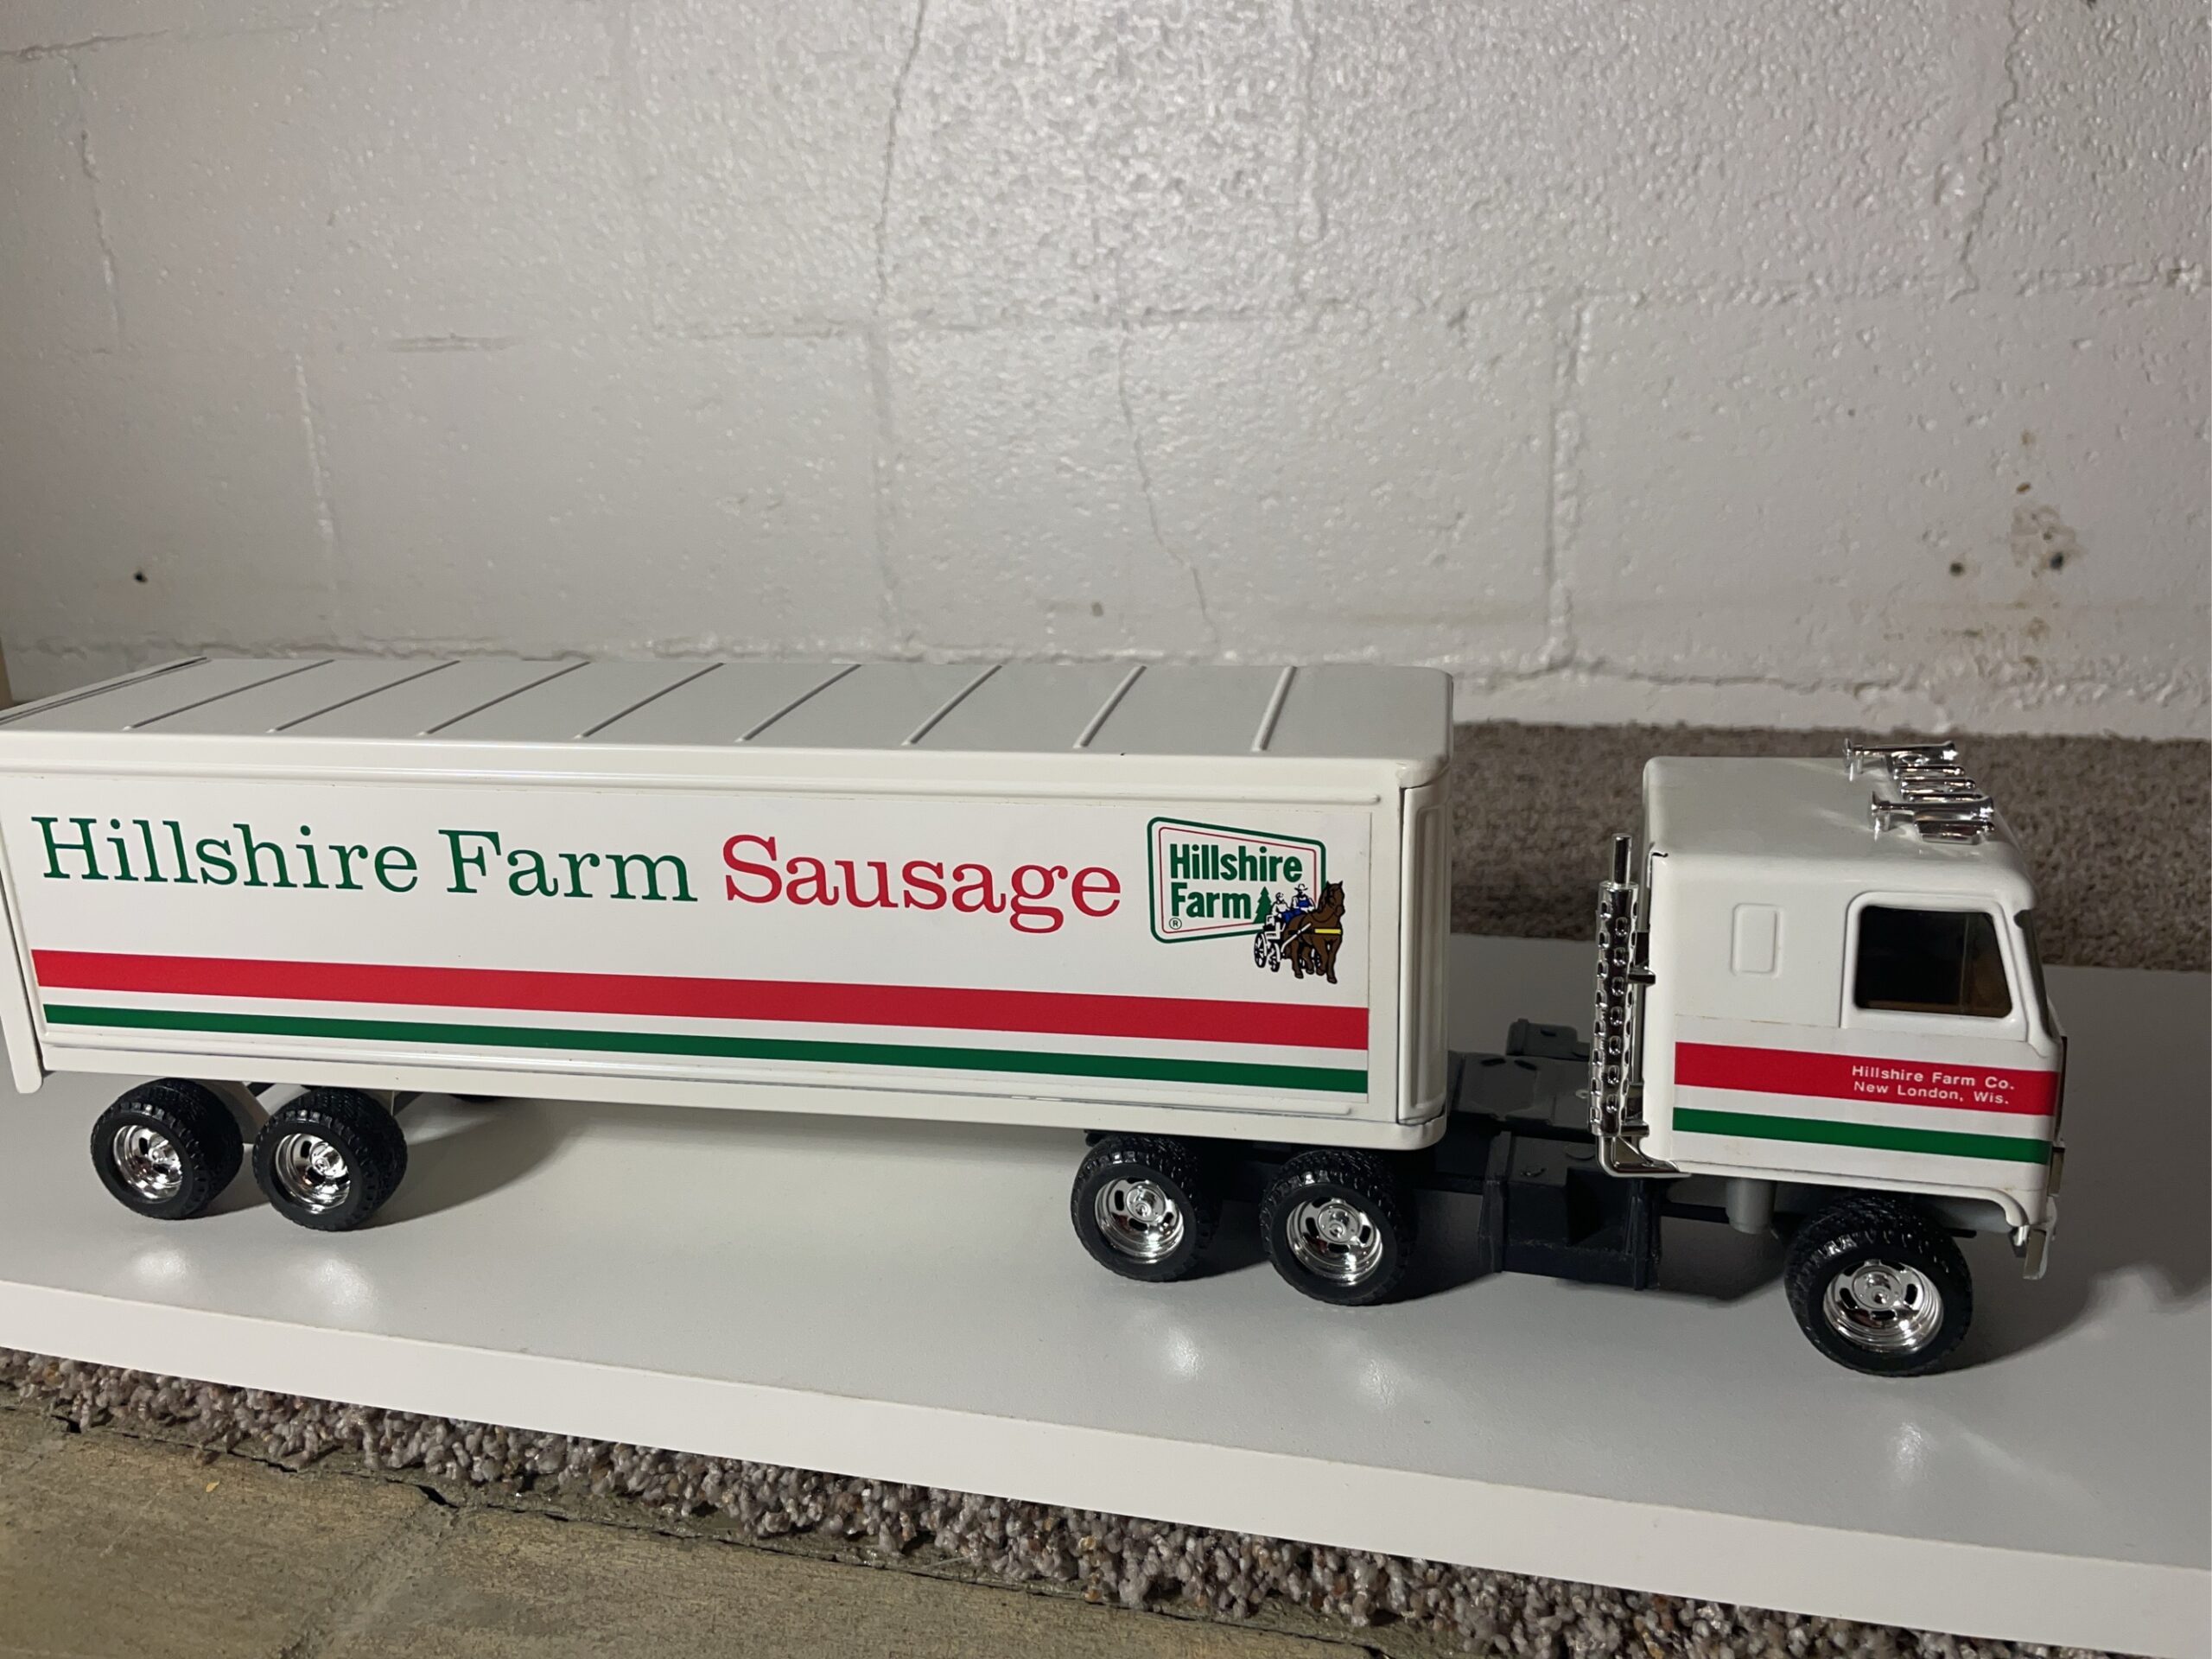 Hillshire Farm Sausage
Hillshire
Farm
®
Hillshire Farm Co.
New London, Wis.